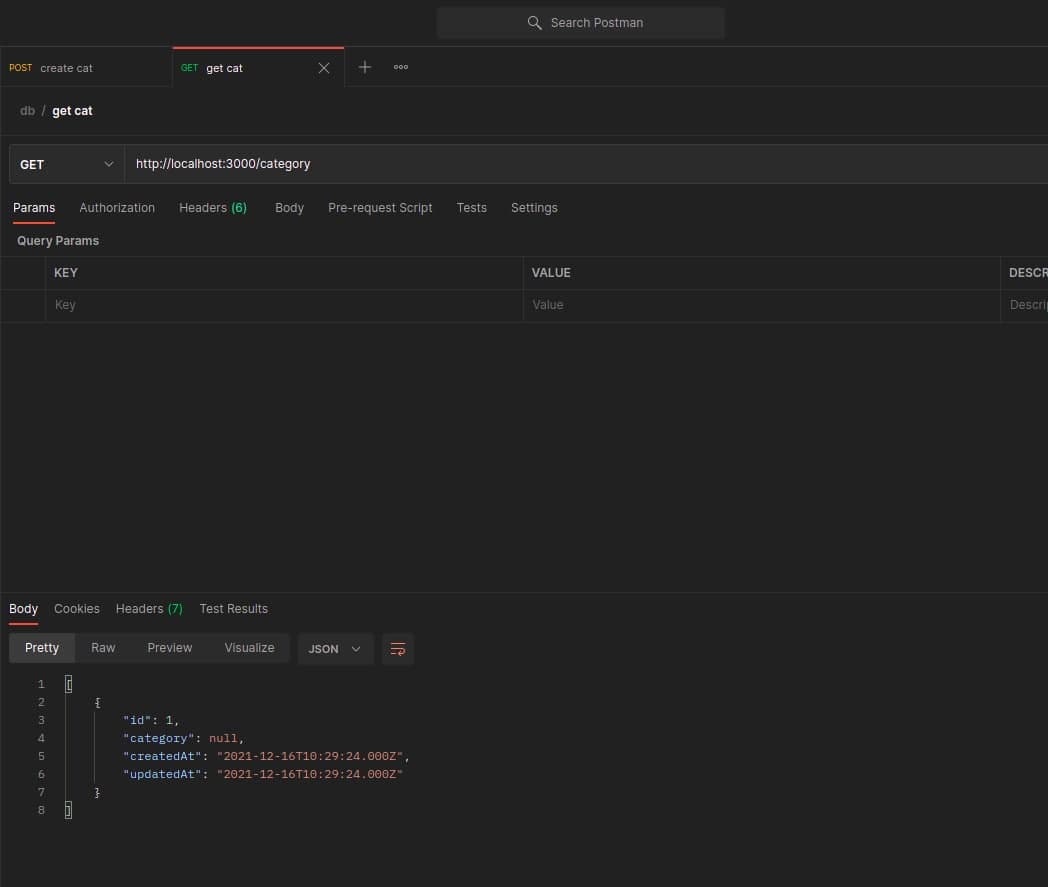 Search Postman
POST create cat
GET get cat
db / get cat
GET http://localhost:3000/category
Params Authorization Headers (6) Body Pre-request Script Tests Settings
Query Params
KEY VALUE DESCR
Key Value Descrip
Body Cookies Headers (7) Test Results
Pretty Raw Preview Visualize JSON
1 [
2 {
3 "id": 1,
4 "category": null,
5 "createdAt": "2021-12-16T10:29:24.000Z",
6 "updatedAt": "2021-12-16T10:29:24.000Z"
7 }
8 ]